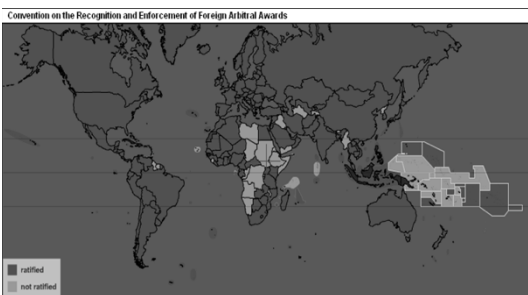 Convention on the Recognition and Enforcement of Foreign Arbitral Awards
ratified
not ratified